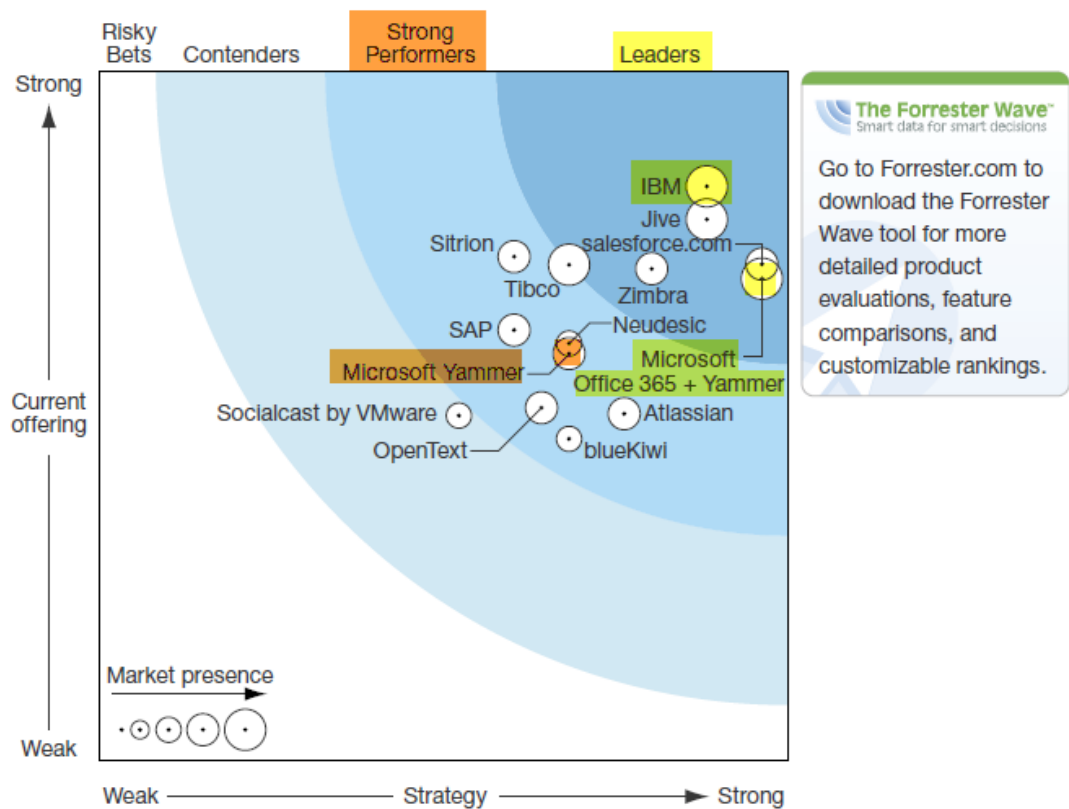 Risky
Bets
Contenders
Strong
Performers
Leaders
Strong
The Forrester Wave™
Smart data for smart decisions
Go to Forrester.com to
download the Forrester
Wave tool for more
detailed product
evaluations, feature
comparisons, and
customizable rankings.
IBM
Jive
salesforce.com
Sitrion
Tibco
Zimbra
Neudesic
SAP
Microsoft
Office 365 + Yammer
Microsoft Yammer
Current
offering
Socialcast by VMware
Atlassian
OpenText
blueKiwi
Market presence
Weak
Weak
Strategy
Strong